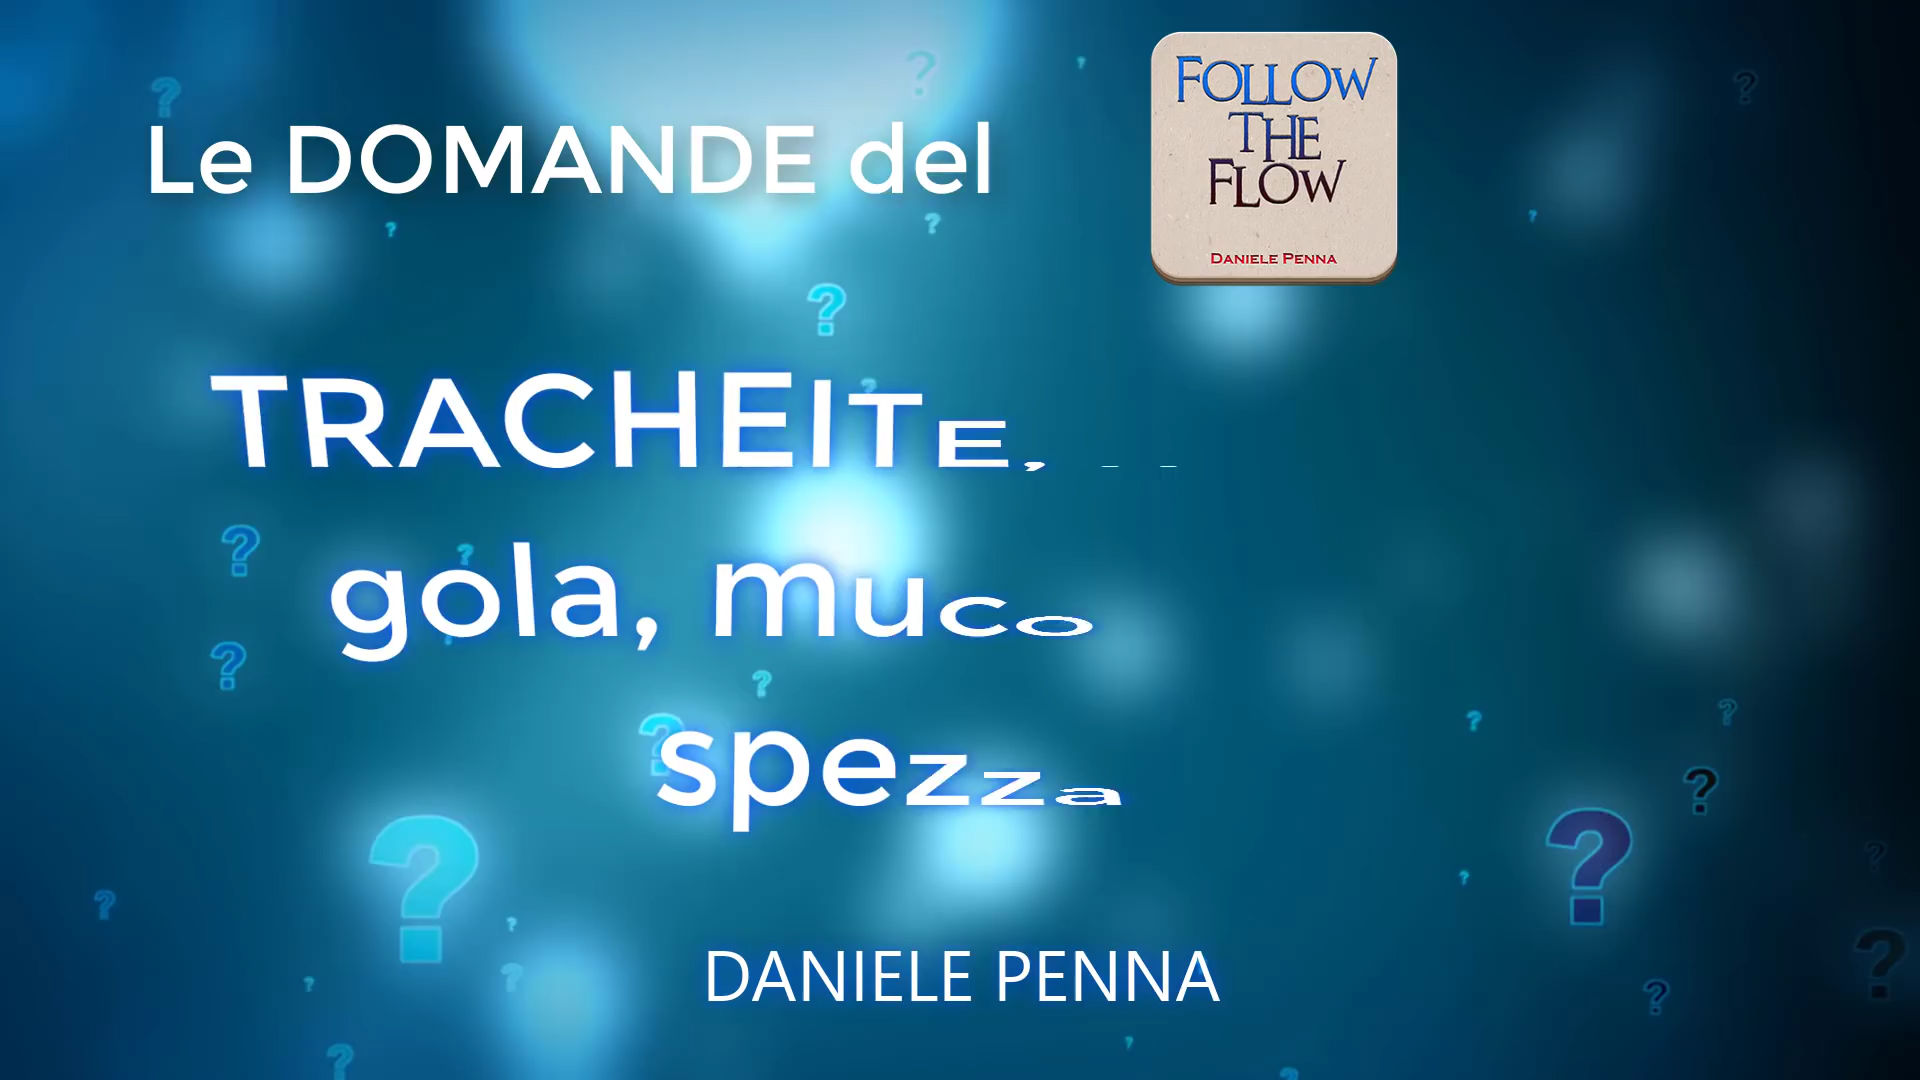 Le DOMANDE del
FOLLOW
THE
FLOW
DANIELE PENNA
TRACHEITE,
gola, muco
spezza
DANIELE PENNA